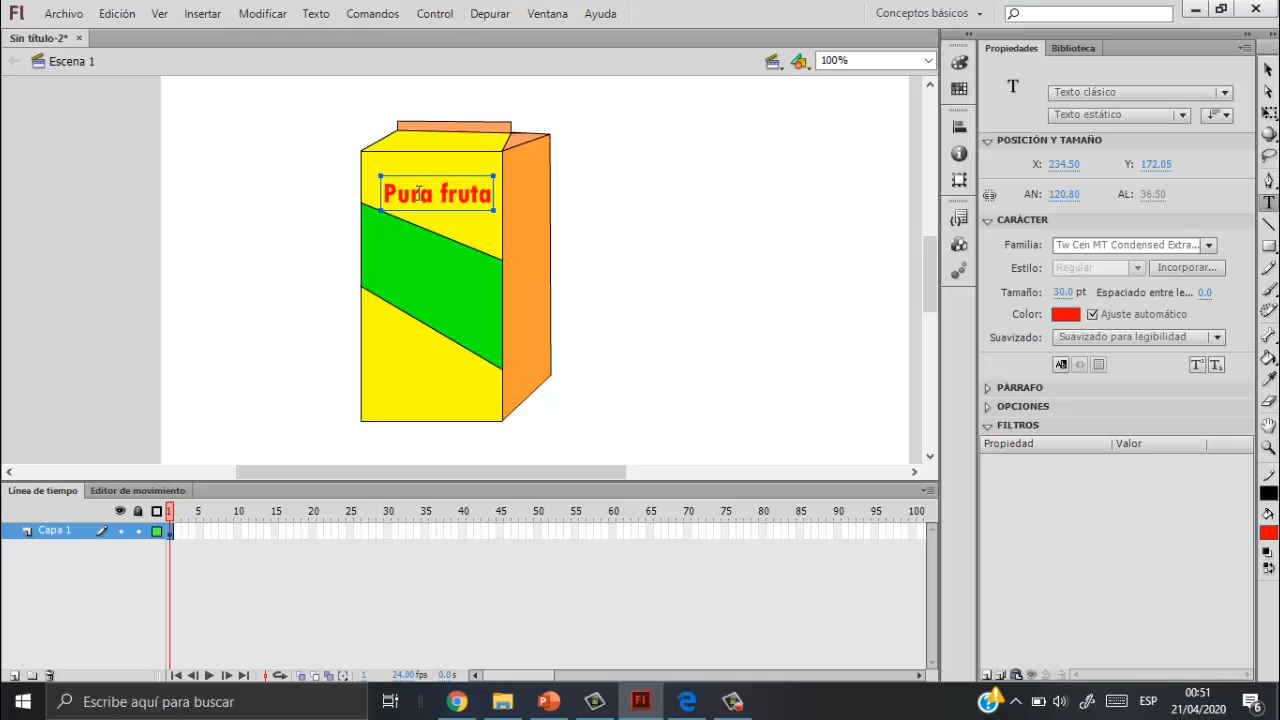 Fl Archivo Edición Ver Insertar Modificar Texto Comandos Control Depurar Ventana Ayuda Conceptos básicos
Sin título-2* ×
Escena 1 100%
Pura fruta
Propiedades Biblioteca
T Texto clásico
Texto estático
POSICIÓN Y TAMAÑO
X: 234.50 Y: 172.05
AN: 120.80 AL: 36.50
CARÁCTER
Familia: Tw Cen MT Condensed Extra...
Estilo: Regular Incorporar...
Tamaño: 30.0 pt Espaciado entre le... 0.0
Color: Ajuste automático
Suavizado: Suavizado para legibilidad
PÁRRAFO
OPCIONES
FILTROS
Propiedad Valor
Línea de tiempo Editor de movimiento
1 5 10 15 20 25 30 35 40 45 50 55 60 65 70 75 80 85 90 95 100
Capa 1
1 24.00 fps 0.0 s
Escribe aquí para buscar
ESP
00:51
21/04/2020
6